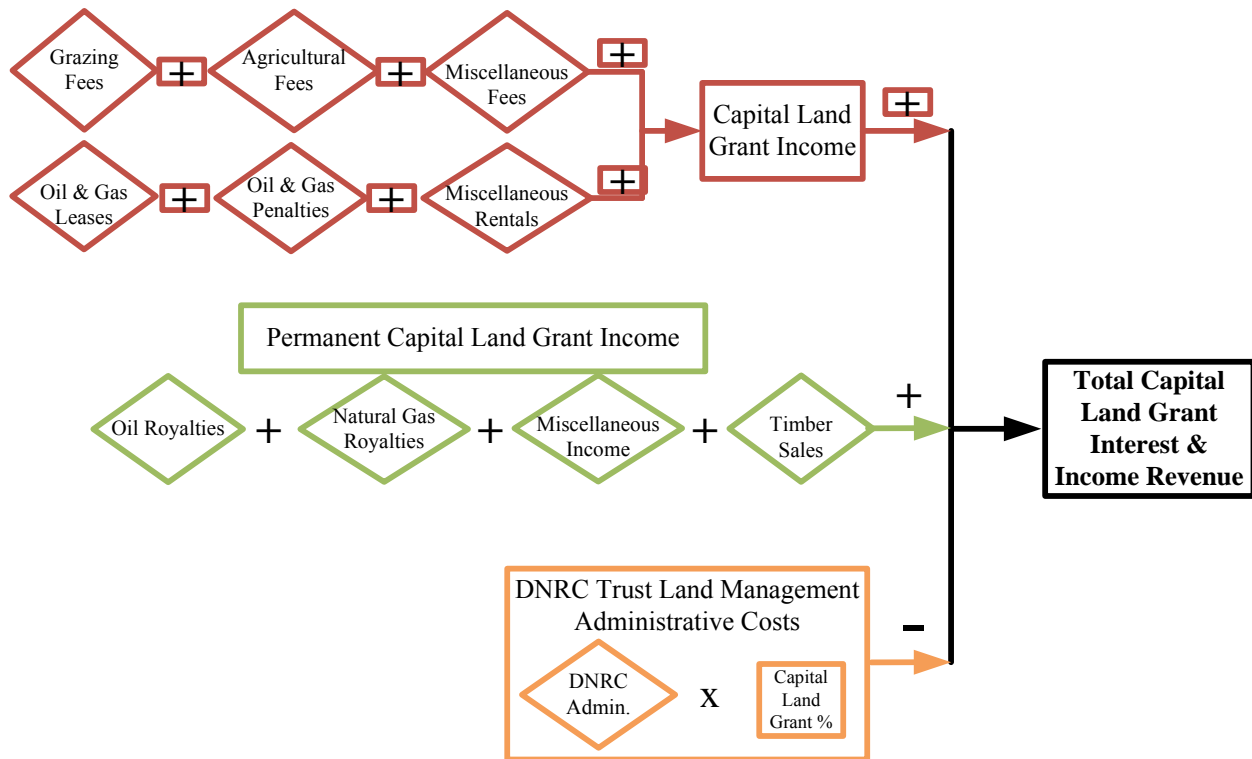 Grazing
Fees
+
Agricultural
Fees
+
Miscellaneous
Fees
+
Oil & Gas
Leases
+
Oil & Gas
Penalties
+
Miscellaneous
Rentals
+
Capital Land
Grant Income
+
Permanent Capital Land Grant Income
Oil Royalties
+
Natural Gas
Royalties
+
Miscellaneous
Income
+
Timber
Sales
+
DNRC Trust Land Management
Administrative Costs
DNRC
Admin.
X
Capital
Land
Grant %
-
Total Capital
Land Grant
Interest &
Income Revenue